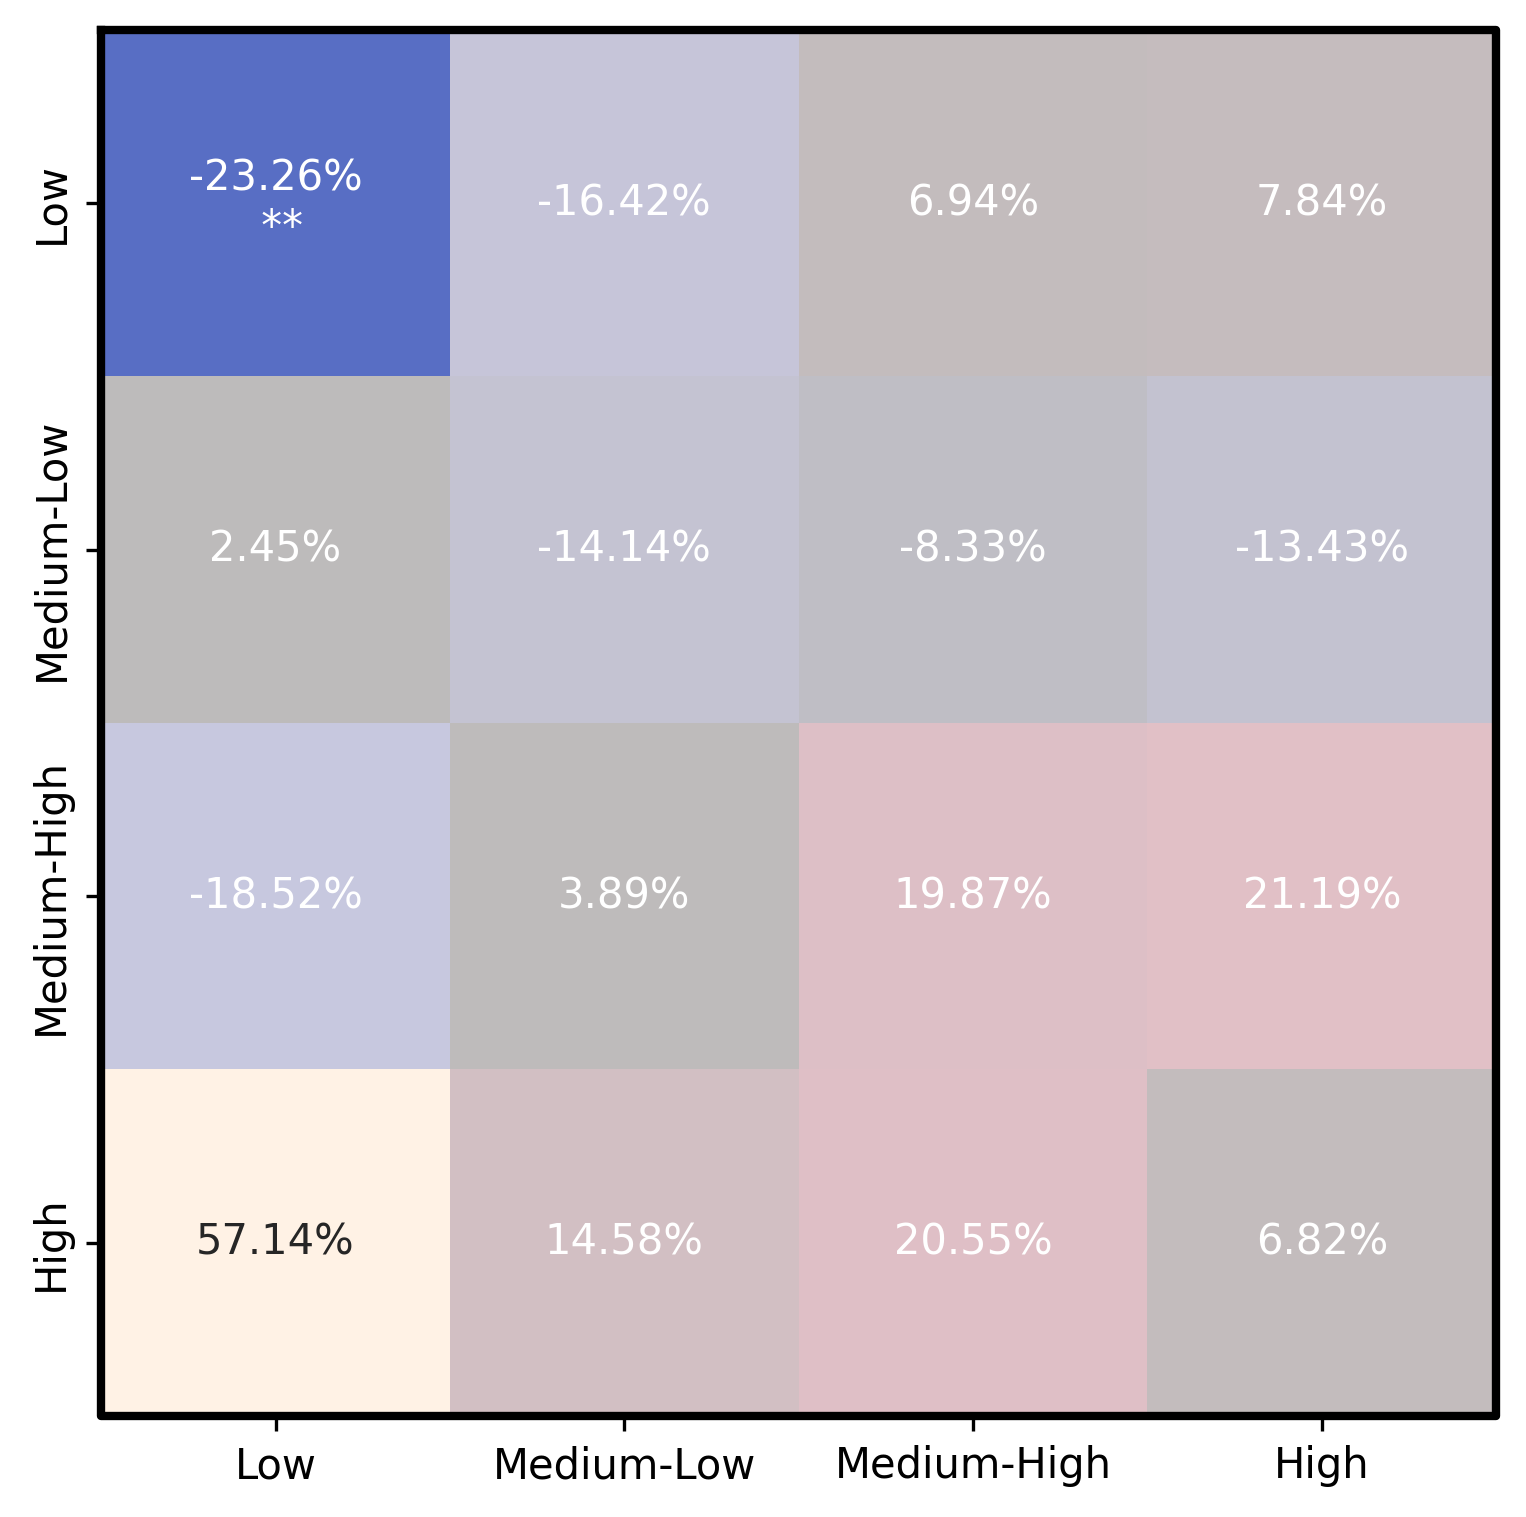 Low
-23.26%
**
-16.42%
6.94%
7.84%
Medium-Low
2.45%
-14.14%
-8.33%
-13.43%
Medium-High
-18.52%
3.89%
19.87%
21.19%
High
57.14%
14.58%
20.55%
6.82%
Low
Medium-Low
Medium-High
High